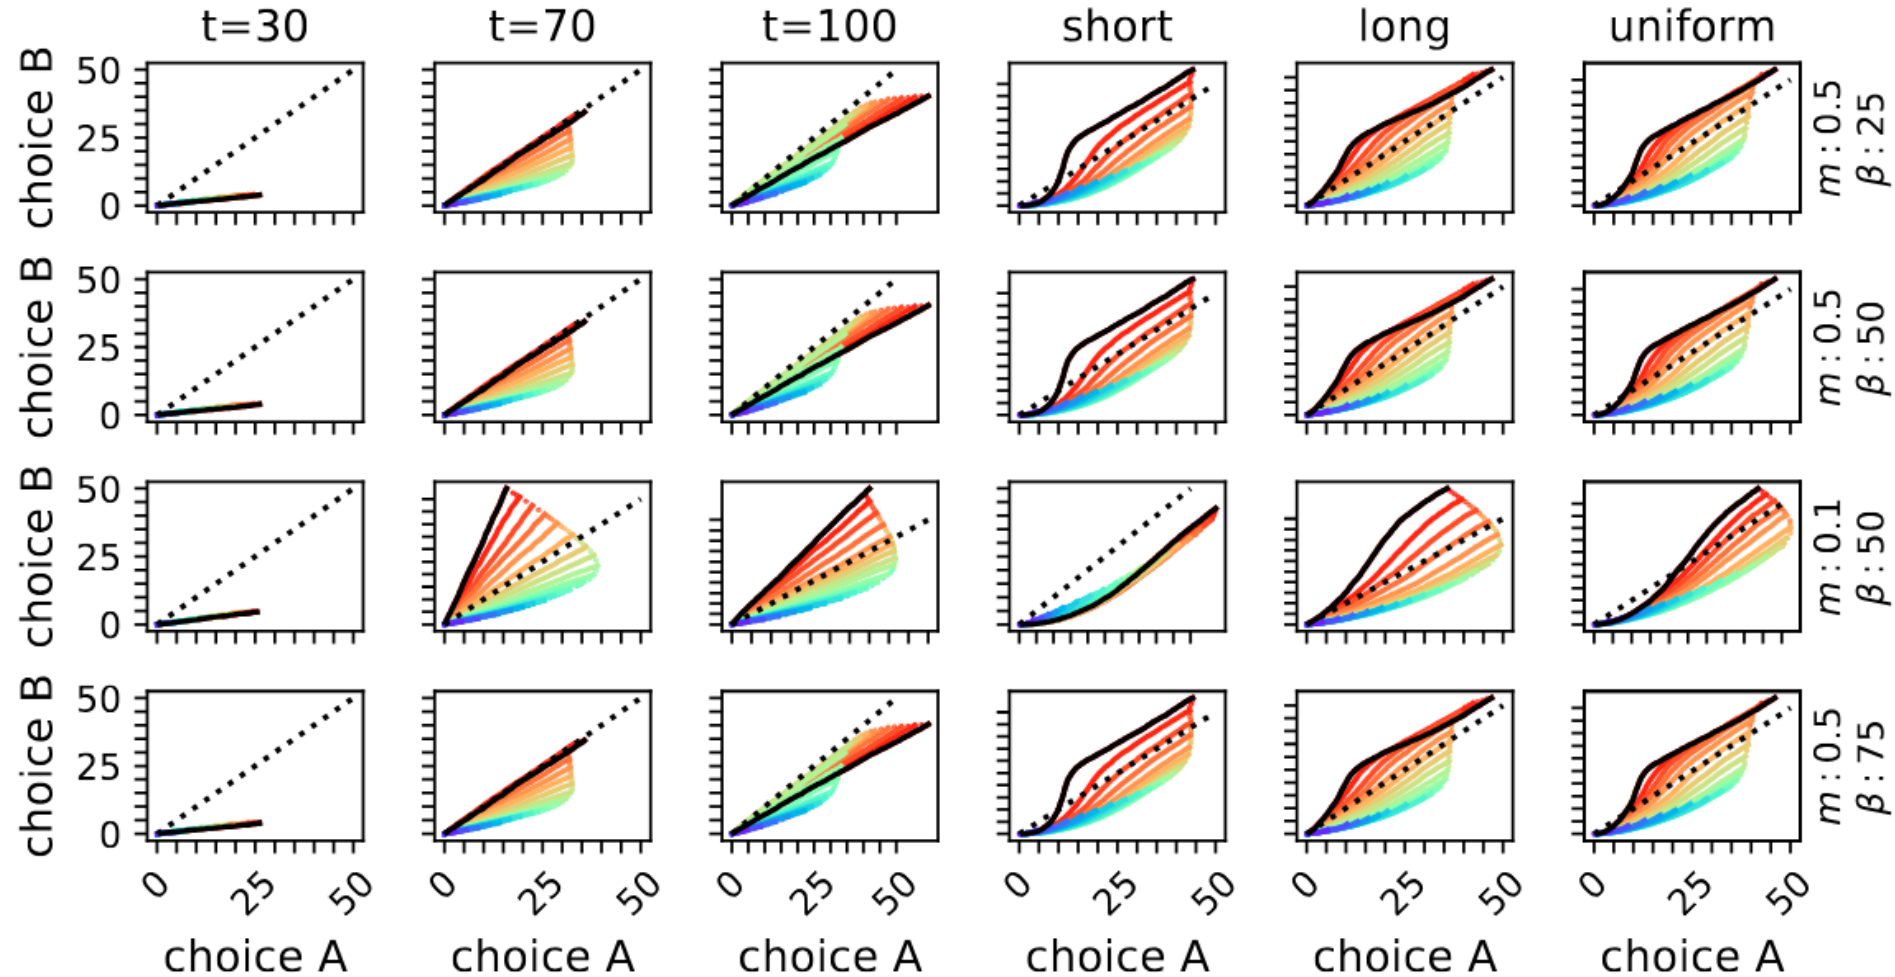 t=30 t=70 t=100 short long uniform
choice B 50 25 0 m : 0.5 β : 25
choice B 50 25 0 m : 0.5 β : 50
choice B 50 25 0 m : 0.1 β : 50
choice B 50 25 0 m : 0.5 β : 75
0 25 50 0 25 50 0 25 50 0 25 50 0 25 50 0 25 50
choice A choice A choice A choice A choice A choice A